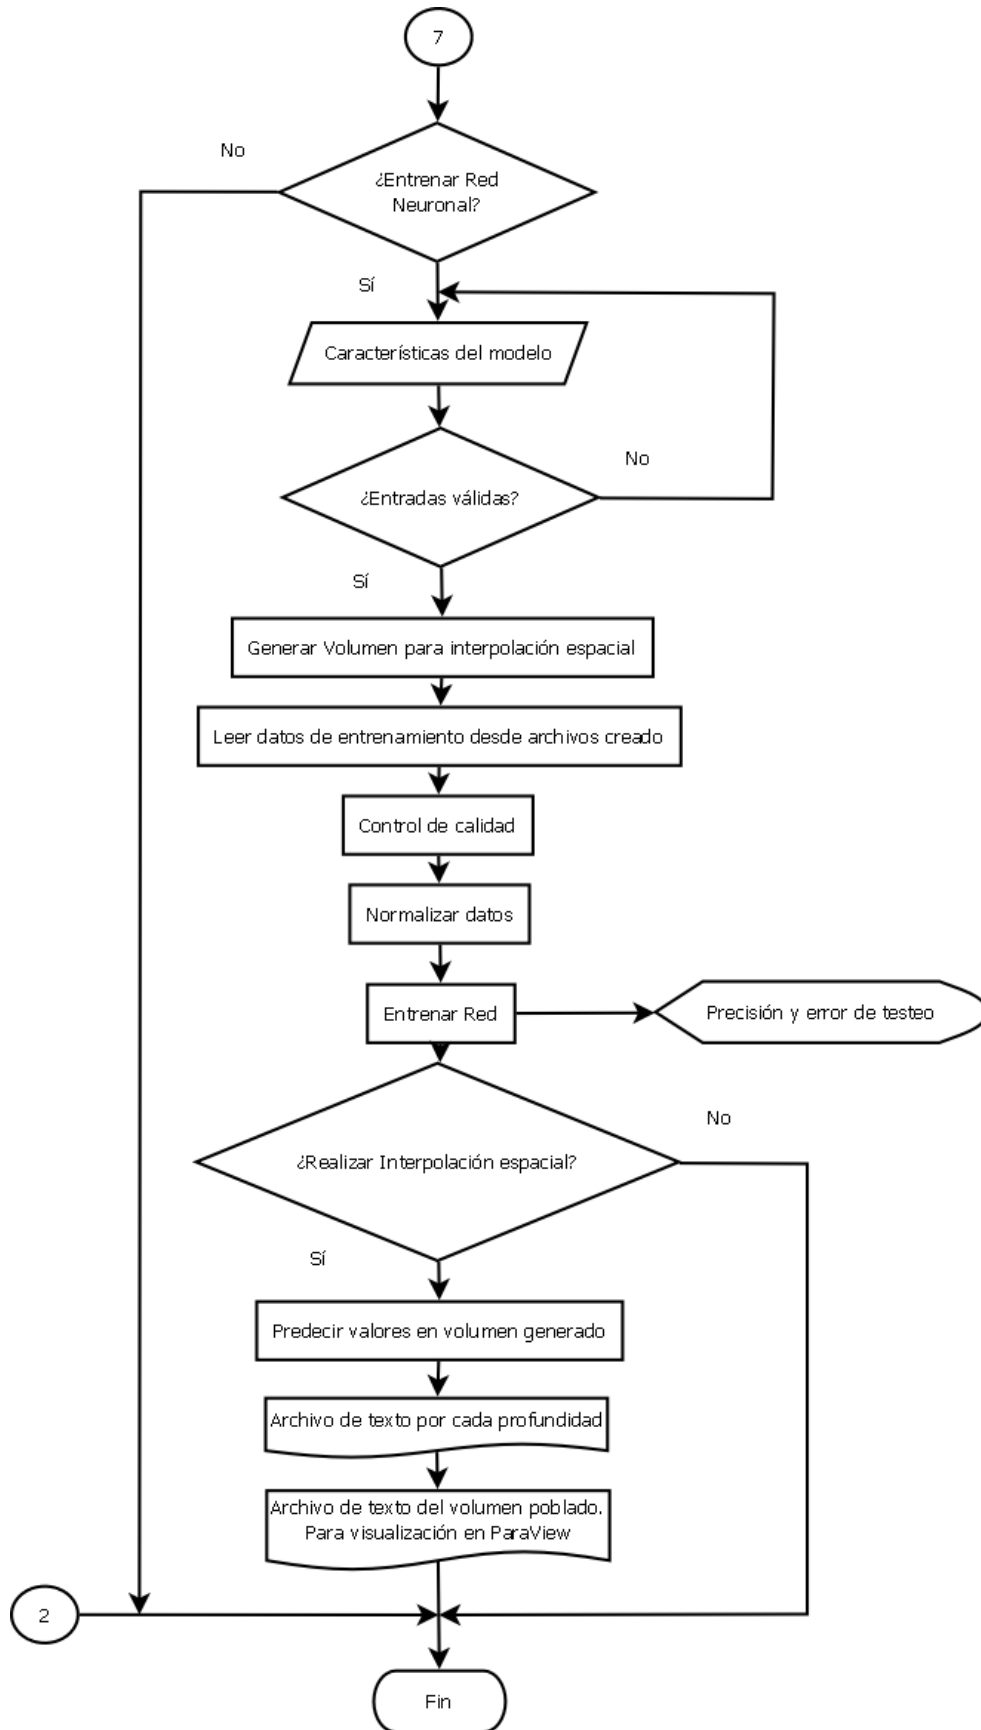 7
No
¿Entrenar Red
Neuronal?
Sí
Características del modelo
No
¿Entradas válidas?
Sí
Generar Volumen para interpolación espacial
Leer datos de entrenamiento desde archivos creado
Control de calidad
Normalizar datos
Entrenar Red
Precisión y error de testeo
No
¿Realizar Interpolación espacial?
Sí
Predecir valores en volumen generado
Archivo de texto por cada profundidad
Archivo de texto del volumen poblado.
Para visualización en ParaView
2
Fin